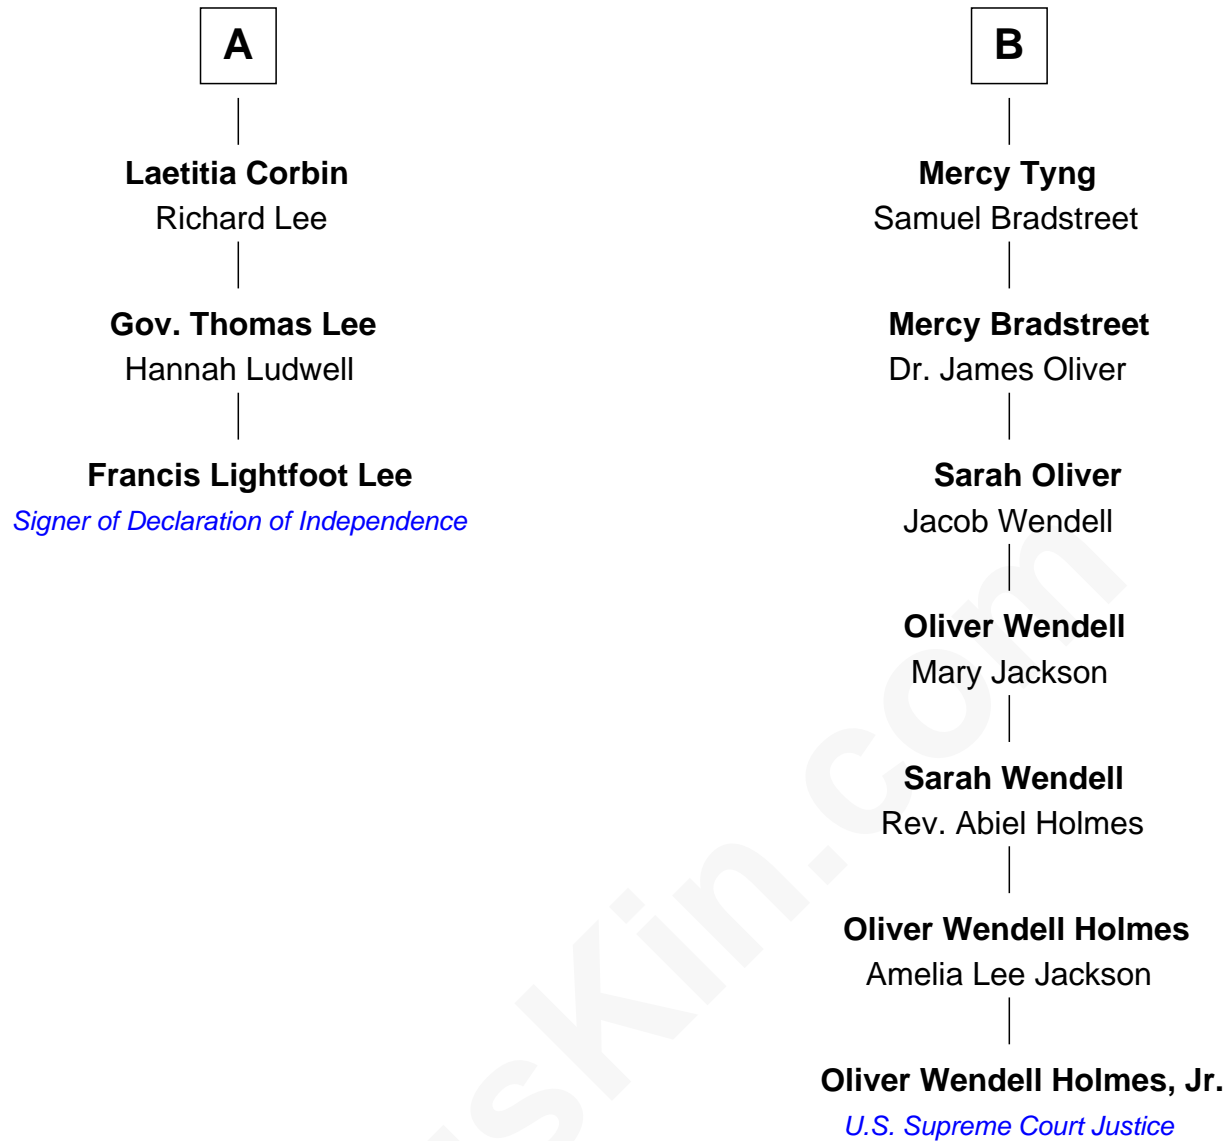 A
Laetitia Corbin
Richard Lee
Gov. Thomas Lee
Hannah Ludwell
Francis Lightfoot Lee
Signer of Declaration of Independence
B
Mercy Tyng
Samuel Bradstreet
Mercy Bradstreet
Dr. James Oliver
Sarah Oliver
Jacob Wendell
Oliver Wendell
Mary Jackson
Sarah Wendell
Rev. Abiel Holmes
Oliver Wendell Holmes
Amelia Lee Jackson
Oliver Wendell Holmes, Jr.
U.S. Supreme Court Justice